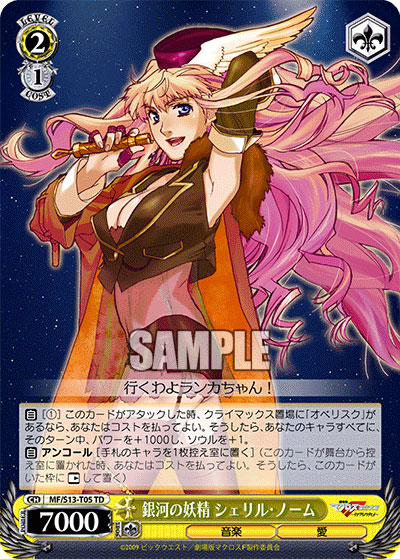 LEVEL
2
1
COST
SAMPLE
行くわよランカちゃん！
自 [①] このカードがアタックした時、クライマックス置場に「オベリスク」が
あるなら、あなたはコストを払ってよい。そうしたら、あなたのキャラすべてに、
そのターン中、パワーを＋1000し、ソウルを＋1。
自 アンコール [手札のキャラを1枚控え室に置く] （このカードが舞台から控
え室に置かれた時、あなたはコストを払ってよい。そうしたら、このカードがい
た枠にレストして置く）
CH MF/S13-T05 TD
銀河の妖精 シェリル・ノーム
POWER
7000
音楽
愛
©2009 ビックウエスト／劇場版マクロスF製作委員会